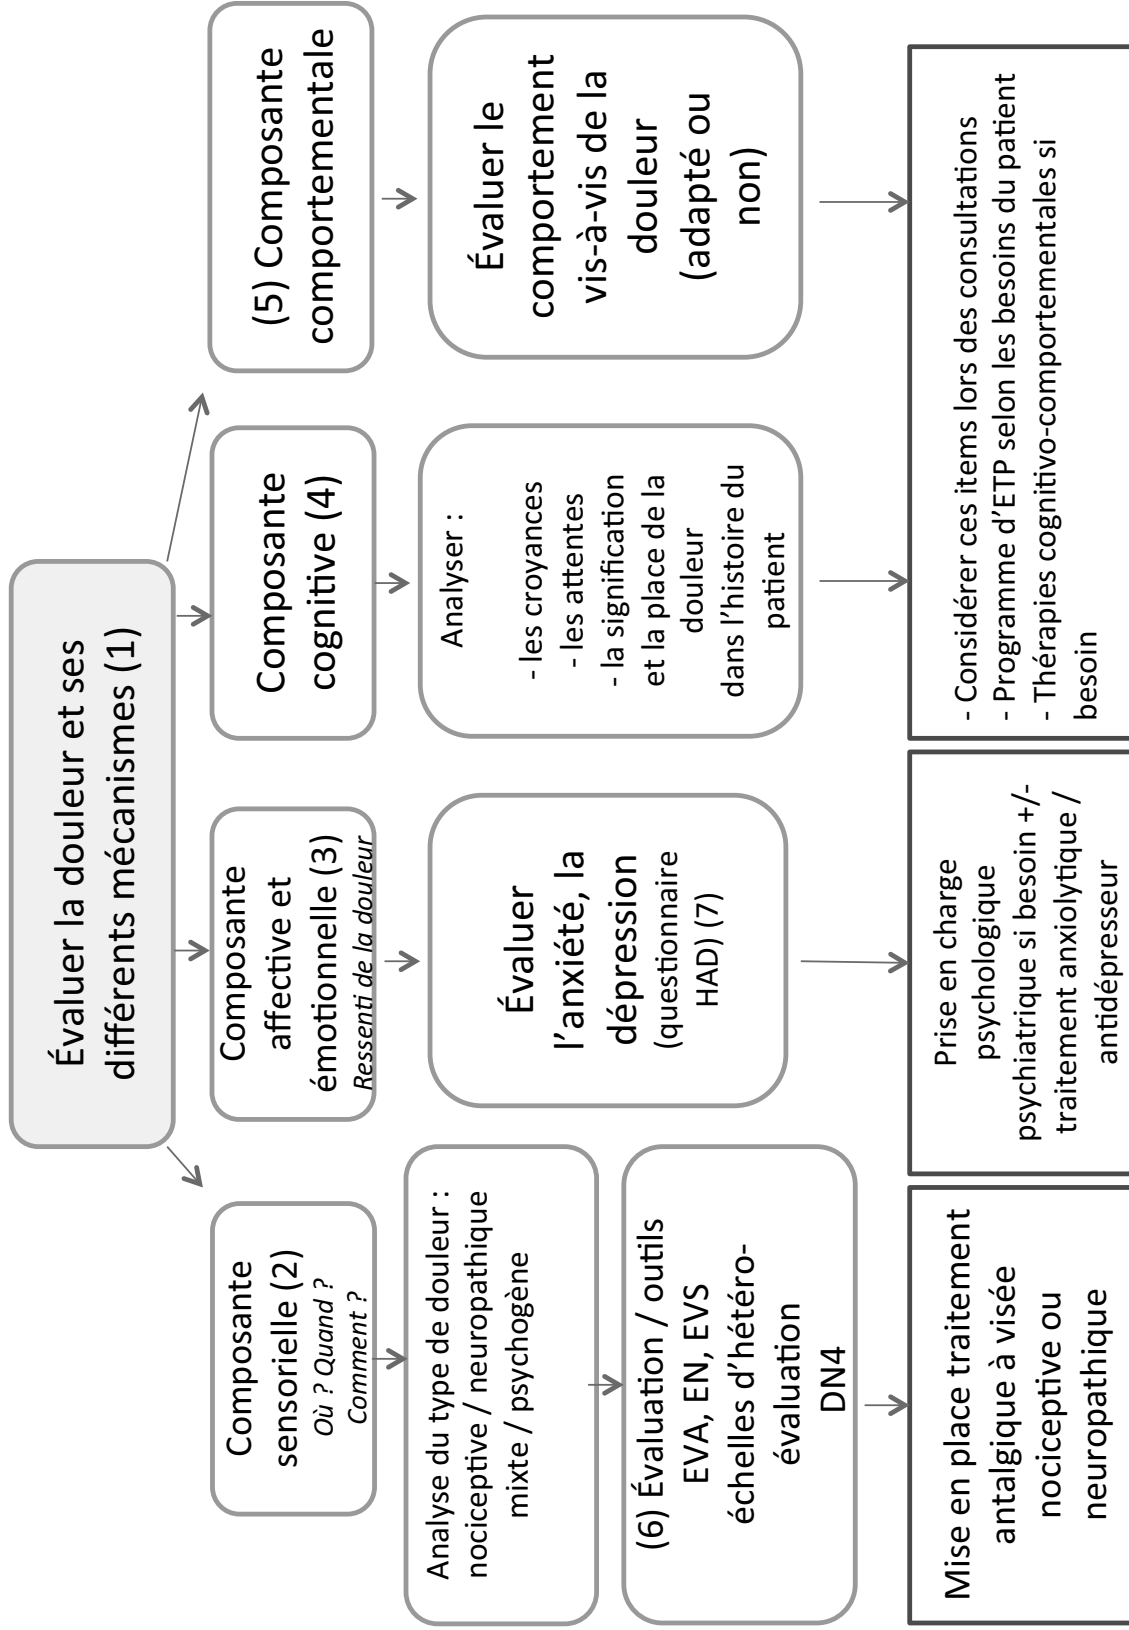 Évaluer la douleur et ses
différents mécanismes (1)
Composante
sensorielle (2)
Où ? Quand ?
Comment ?
Analyse du type de douleur :
nociceptive / neuropathique
mixte / psychogène
(6) Évaluation / outils
EVA, EN, EVS
échelles d'hétéro-
évaluation
DN4
Mise en place traitement
antalgique à visée
nociceptive ou
neuropathique
Composante
affective et
émotionnelle (3)
Ressenti de la douleur
Évaluer
l'anxiété, la
dépression
(questionnaire
HAD) (7)
Prise en charge
psychologique
psychiatrique si besoin +/-
traitement anxiolytique /
antidépresseur
Composante
cognitive (4)
Analyser :
- les croyances
- les attentes
- la signification
et la place de la
douleur
dans l'histoire du
patient
(5) Composante
comportementale
Évaluer le
comportement
vis-à-vis de la
douleur
(adapté ou
non)
- Considérer ces items lors des consultations
- Programme d'ETP selon les besoins du patient
- Thérapies cognitivo-comportementales si
besoin